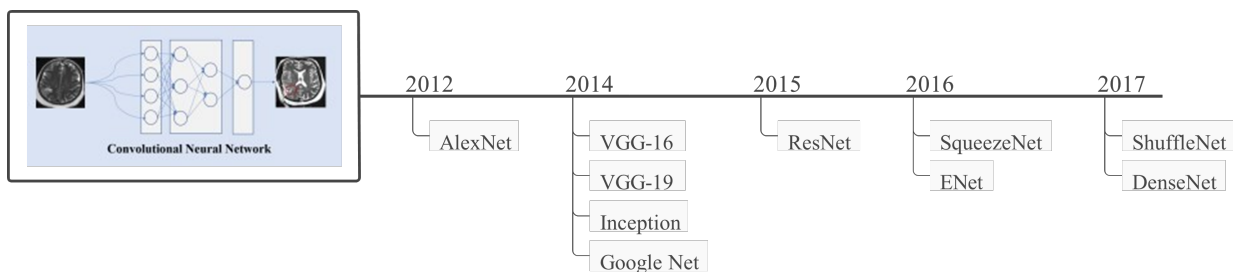 Convolutional Neural Network
2012
AlexNet
2014
VGG-16
VGG-19
Inception
Google Net
2015
ResNet
2016
SqueezeNet
ENet
2017
ShuffleNet
DenseNet